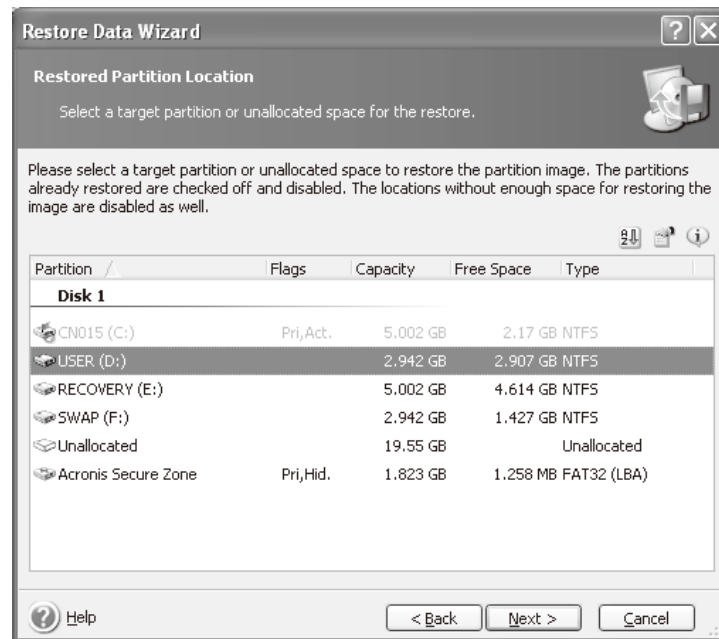 Restore Data Wizard
Restored Partition Location
Select a target partition or unallocated space for the restore.
Please select a target partition or unallocated space to restore the partition image. The partitions
already restored are checked off and disabled. The locations without enough space for restoring the
image are disabled as well.
Partition Flags Capacity Free Space Type
Disk 1
CN015 (C:) Pri,Act. 5.002 GB 2.17 GB NTFS
USER (D:) 2.942 GB 2.907 GB NTFS
RECOVERY (E:) 5.002 GB 4.614 GB NTFS
SWAP (F:) 2.942 GB 1.427 GB NTFS
Unallocated 19.55 GB Unallocated
Acronis Secure Zone Pri,Hid. 1.823 GB 1.258 MB FAT32 (LBA)
Help < Back Next > Cancel